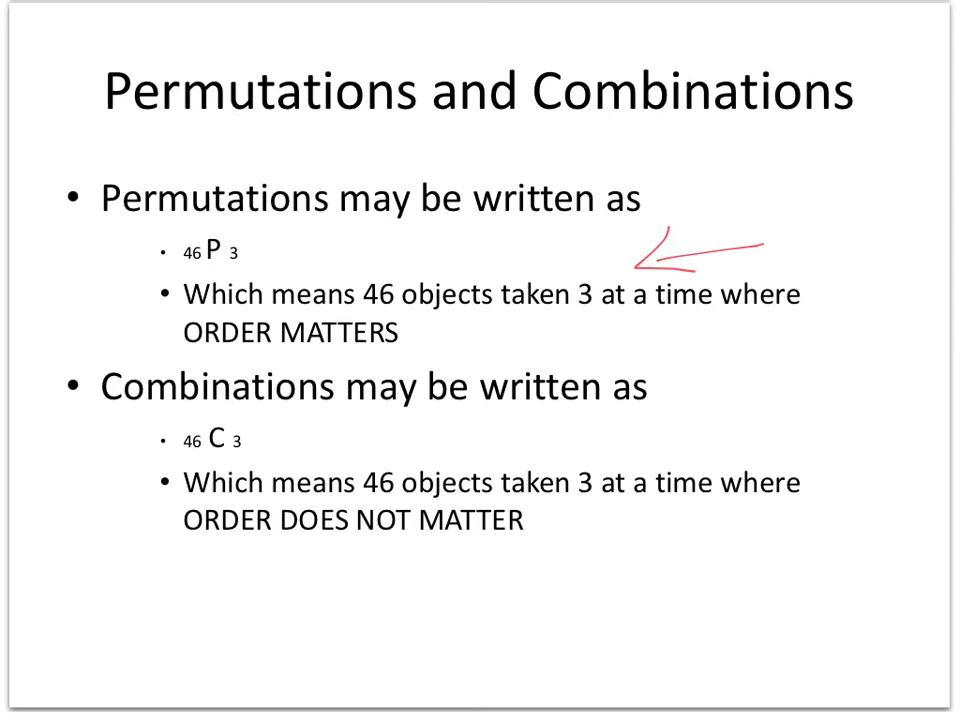 Permutations and Combinations
• Permutations may be written as
• 46 P 3
• Which means 46 objects taken 3 at a time where
ORDER MATTERS
• Combinations may be written as
• 46 C 3
• Which means 46 objects taken 3 at a time where
ORDER DOES NOT MATTER